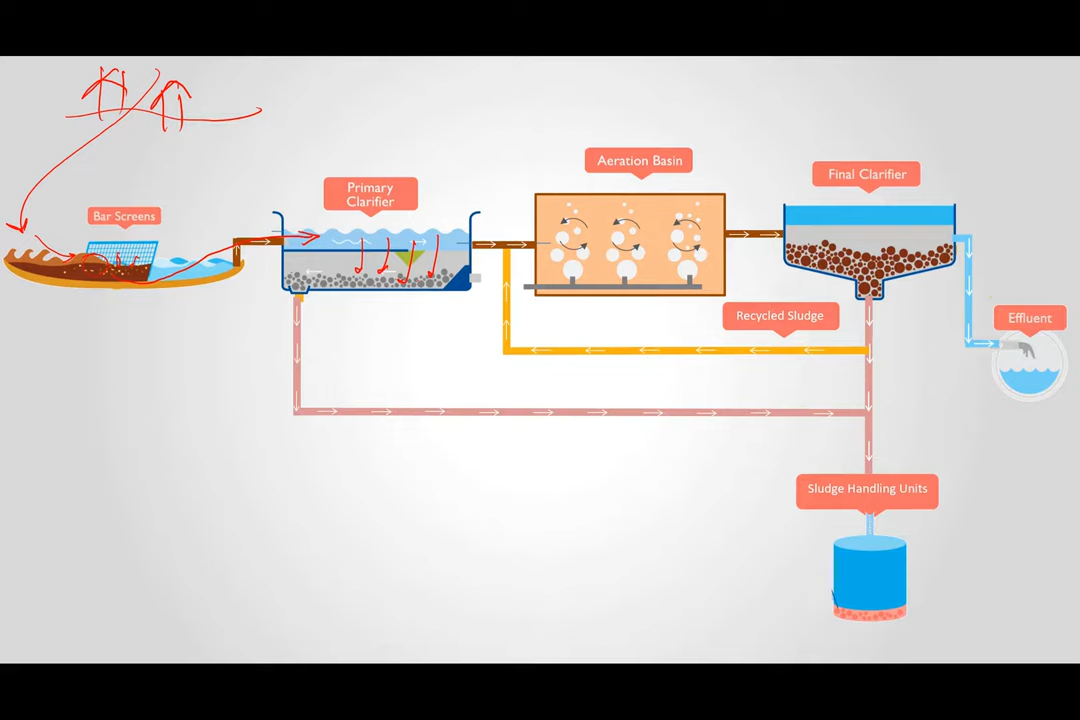 Bar Screens
Primary
Clarifier
Aeration Basin
Final Clarifier
Recycled Sludge
Effluent
Sludge Handling Units